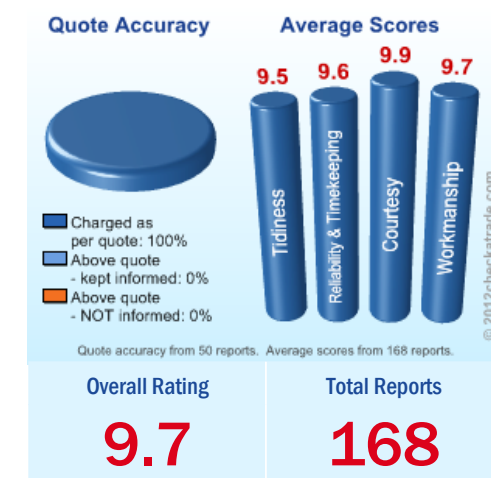 Quote Accuracy
Charged as
per quote: 100%
Above quote
- kept informed: 0%
Above quote
- NOT informed: 0%
Average Scores
9.5
9.6
9.9
9.7
Tidiness
Reliability & Timekeeping
Courtesy
Workmanship
© 2012checkatrade.com
Quote accuracy from 50 reports. Average scores from 168 reports.
Overall Rating
9.7
Total Reports
168